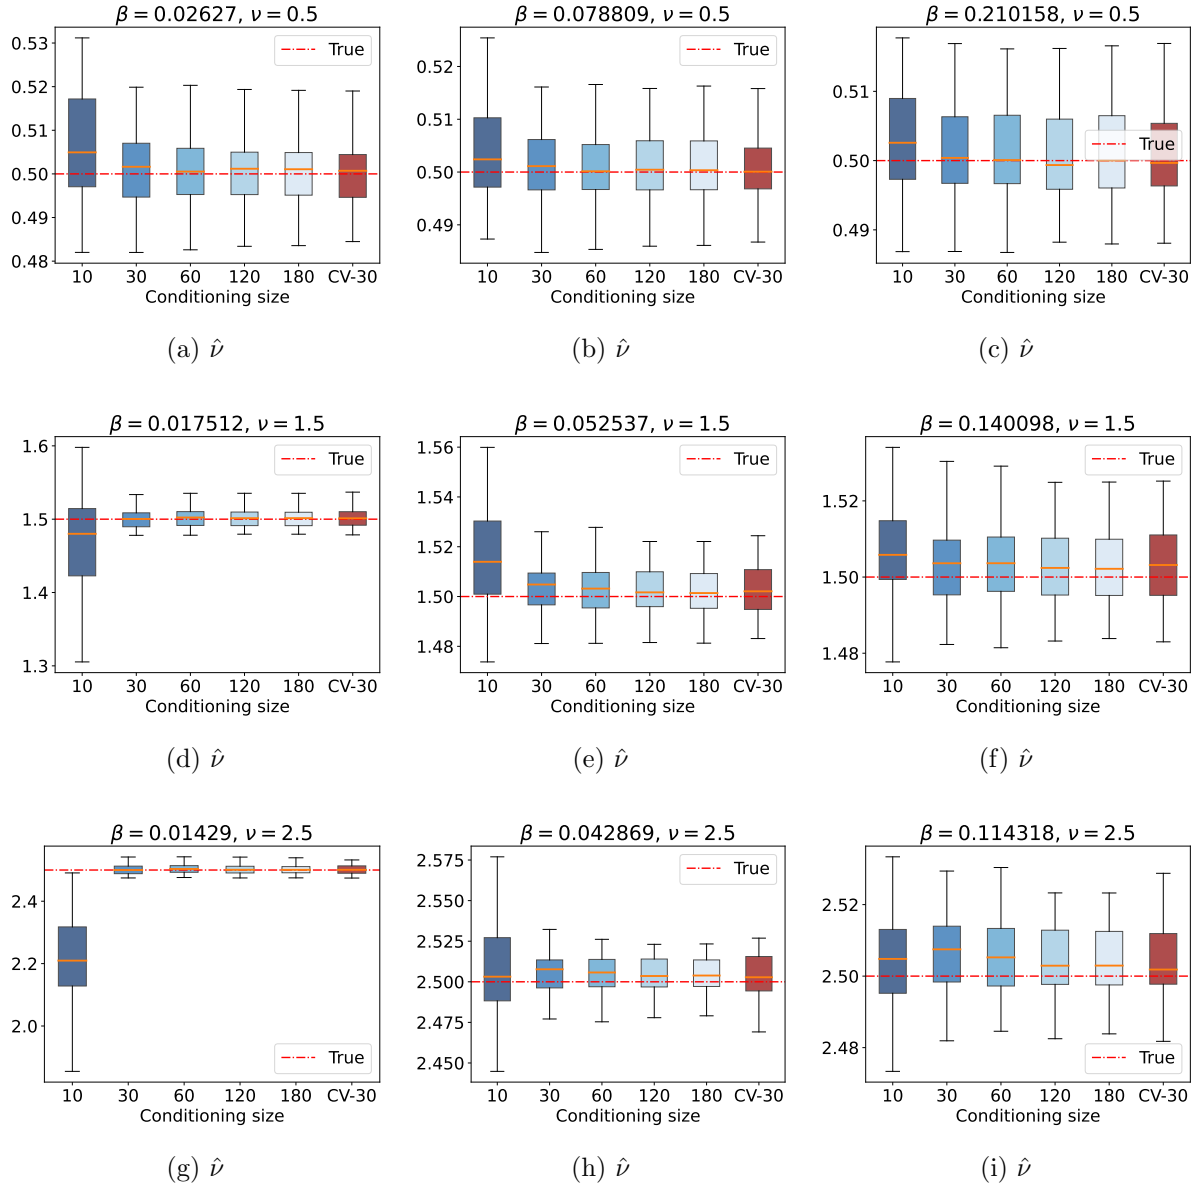 β = 0.02627, ν = 0.5
0.53
0.52
0.51
0.50
0.49
0.48
True
10 30 60 120 180 CV-30
Conditioning size
(a) ν̂
β = 0.078809, ν = 0.5
0.52
0.51
0.50
0.49
True
10 30 60 120 180 CV-30
Conditioning size
(b) ν̂
β = 0.210158, ν = 0.5
0.51
0.50
0.49
True
10 30 60 120 180 CV-30
Conditioning size
(c) ν̂
β = 0.017512, ν = 1.5
1.6
1.5
1.4
1.3
True
10 30 60 120 180 CV-30
Conditioning size
(d) ν̂
β = 0.052537, ν = 1.5
1.56
1.54
1.52
1.50
1.48
True
10 30 60 120 180 CV-30
Conditioning size
(e) ν̂
β = 0.140098, ν = 1.5
1.52
1.50
1.48
True
10 30 60 120 180 CV-30
Conditioning size
(f) ν̂
β = 0.01429, ν = 2.5
2.4
2.2
2.0
True
10 30 60 120 180 CV-30
Conditioning size
(g) ν̂
β = 0.042869, ν = 2.5
2.575
2.550
2.525
2.500
2.475
2.450
True
10 30 60 120 180 CV-30
Conditioning size
(h) ν̂
β = 0.114318, ν = 2.5
2.52
2.50
2.48
True
10 30 60 120 180 CV-30
Conditioning size
(i) ν̂